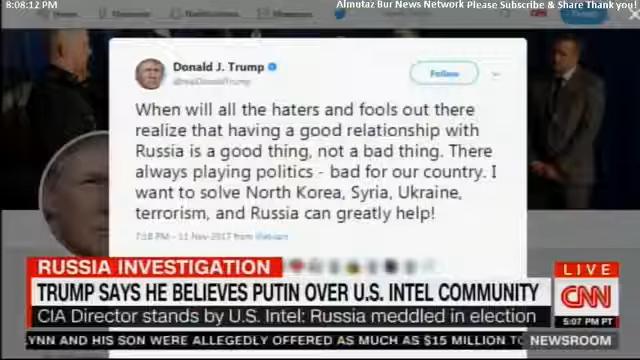 8:08:12 PM
Almutaz Bur News Network Please Subscribe & Share Thank you!
Donald J. Trump
@realDonaldTrump
Follow
When will all the haters and fools out there
realize that having a good relationship with
Russia is a good thing, not a bad thing. There
always playing politics - bad for our country. I
want to solve North Korea, Syria, Ukraine,
terrorism, and Russia can greatly help!
7:18 PM - 11 Nov 2017 from Vietnam
RUSSIA INVESTIGATION
LIVE
TRUMP SAYS HE BELIEVES PUTIN OVER U.S. INTEL COMMUNITY
CNN
CIA Director stands by U.S. Intel: Russia meddled in election
5:07 PM PT
YNN AND HIS SON WERE ALLEGEDLY OFFERED AS MUCH AS $15 MILLION TO
NEWSROOM